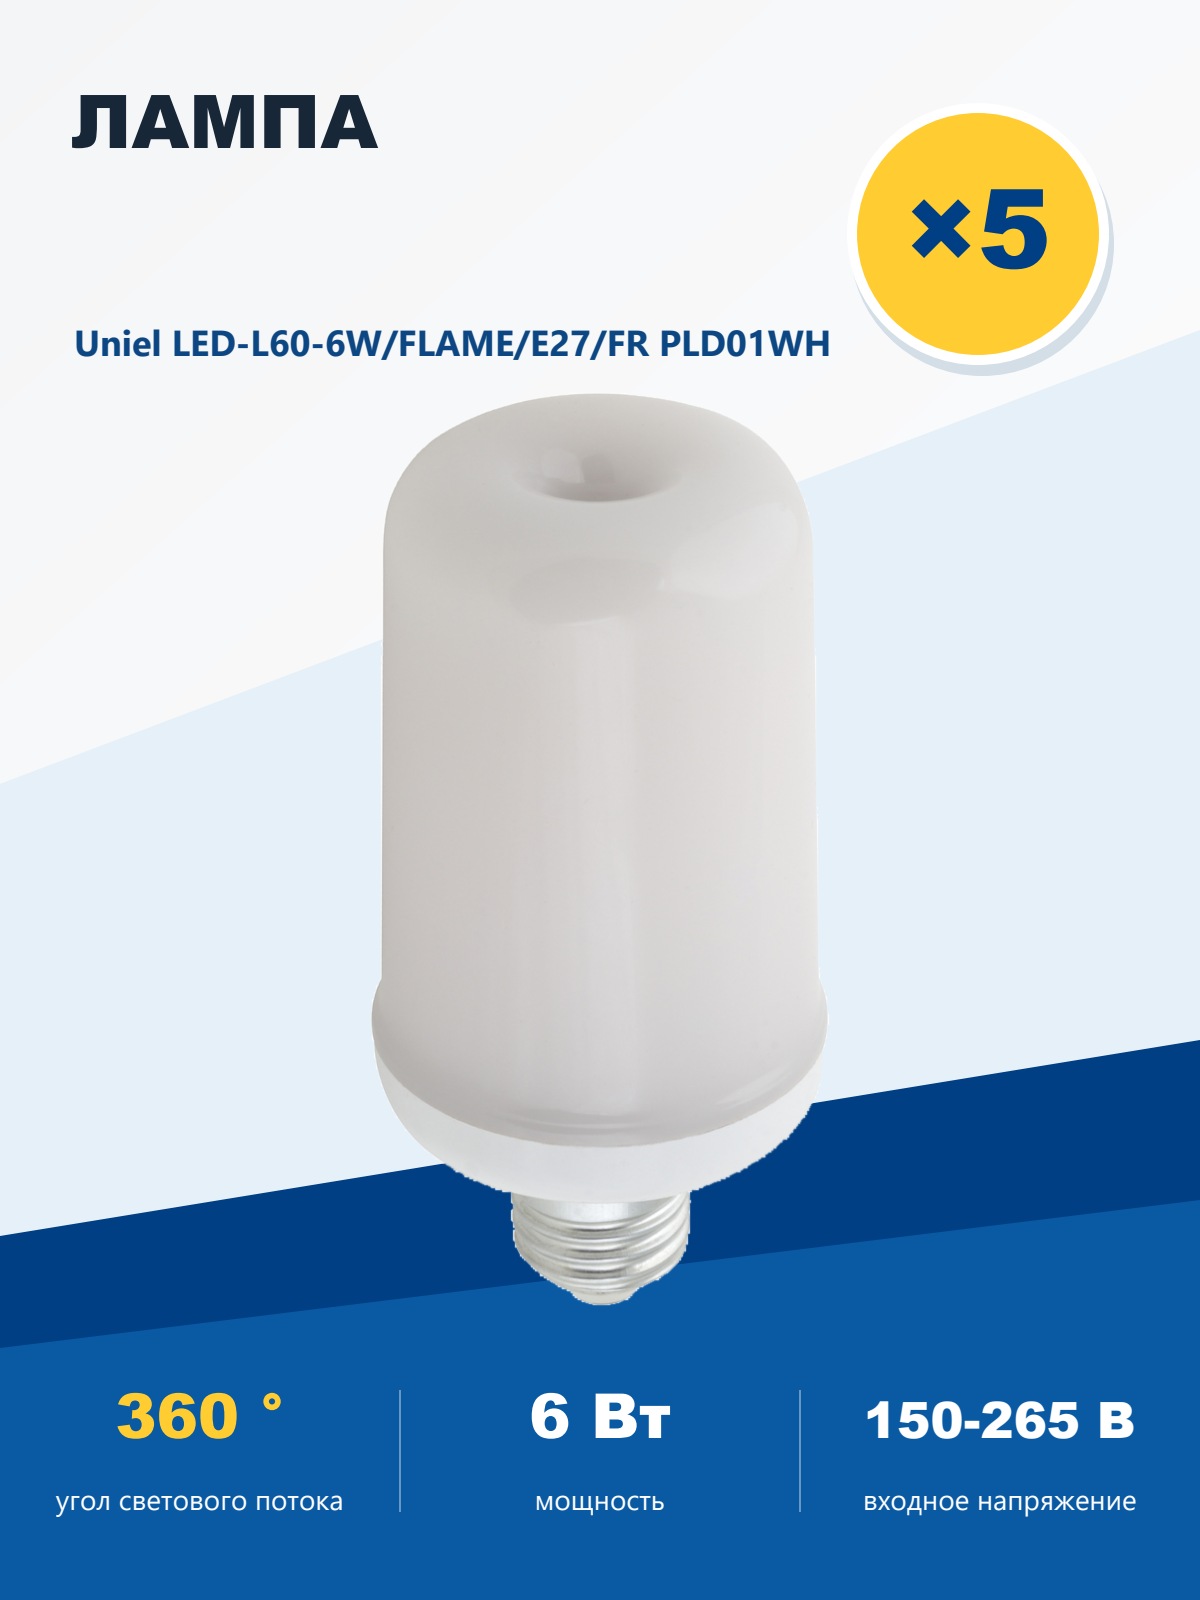 ЛАМПА
×5
Uniel LED-L60-6W/FLAME/E27/FR PLD01WH
360 °
6 Вт
150-265 В
угол светового потока
мощность
входное напряжение